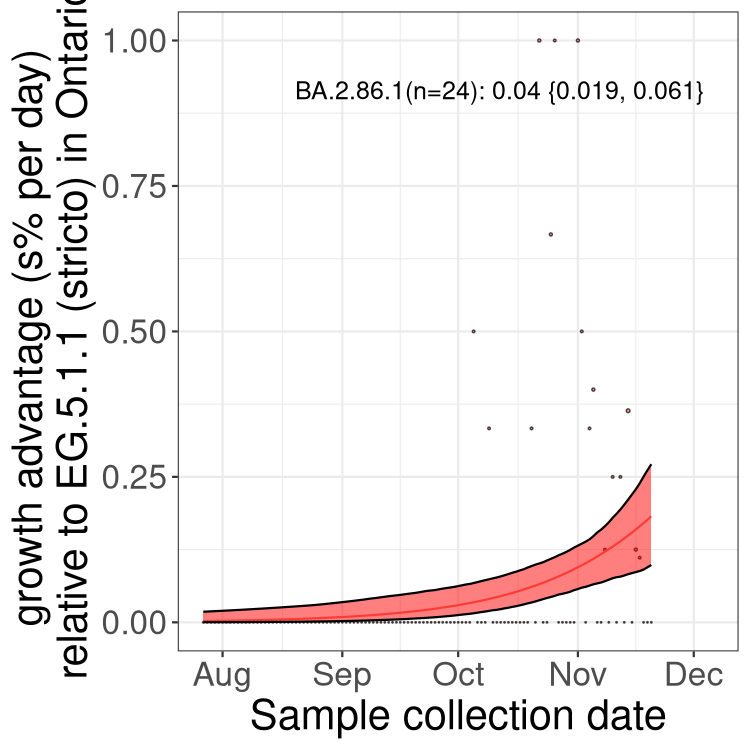 growth advantage (s% per day)
relative to EG.5.1.1 (stricto) in Ontario
1.00
0.75
0.50
0.25
0.00
BA.2.86.1(n=24): 0.04 {0.019, 0.061}
Aug Sep Oct Nov Dec
Sample collection date